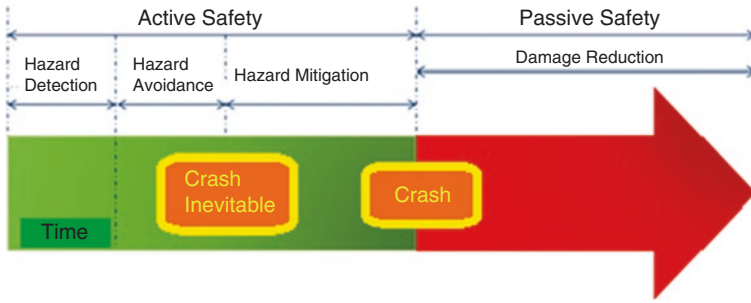 Active Safety
Passive Safety
Hazard
Detection
Hazard
Avoidance
Hazard Mitigation
Damage Reduction
Crash
Inevitable
Crash
Time